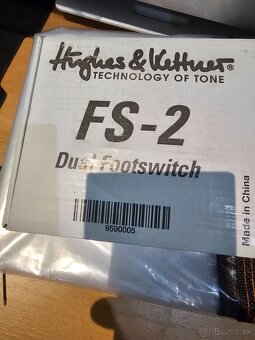 Hughes & Kettner®
TECHNOLOGY OF TONE
FS-2
Dual Footswitch
9590005
Made in China
© Bazos.sk